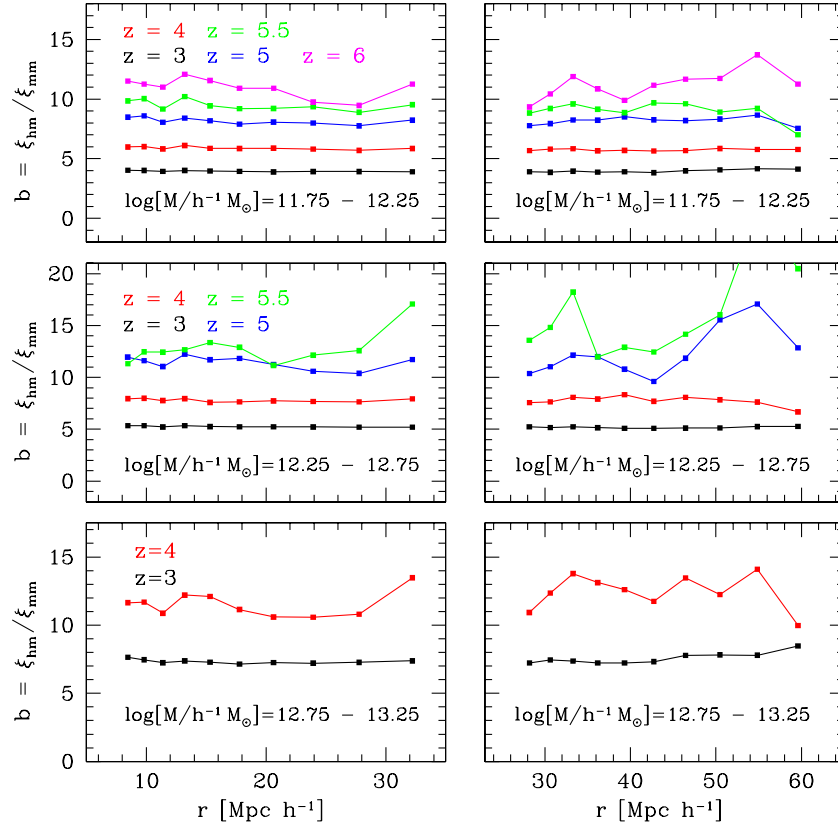 z = 4 z = 5.5
z = 3 z = 5 z = 6
15
10
5
0
b = ξhm/ξmm
log[M/h⁻¹ M⊙]=11.75 − 12.25
log[M/h⁻¹ M⊙]=11.75 − 12.25
z = 4 z = 5.5
z = 3 z = 5
20
15
10
5
0
b = ξhm/ξmm
log[M/h⁻¹ M⊙]=12.25 − 12.75
log[M/h⁻¹ M⊙]=12.25 − 12.75
z=4
z=3
15
10
5
0
b = ξhm/ξmm
log[M/h⁻¹ M⊙]=12.75 − 13.25
log[M/h⁻¹ M⊙]=12.75 − 13.25
10 20 30
30 40 50 60
r [Mpc h⁻¹]
r [Mpc h⁻¹]